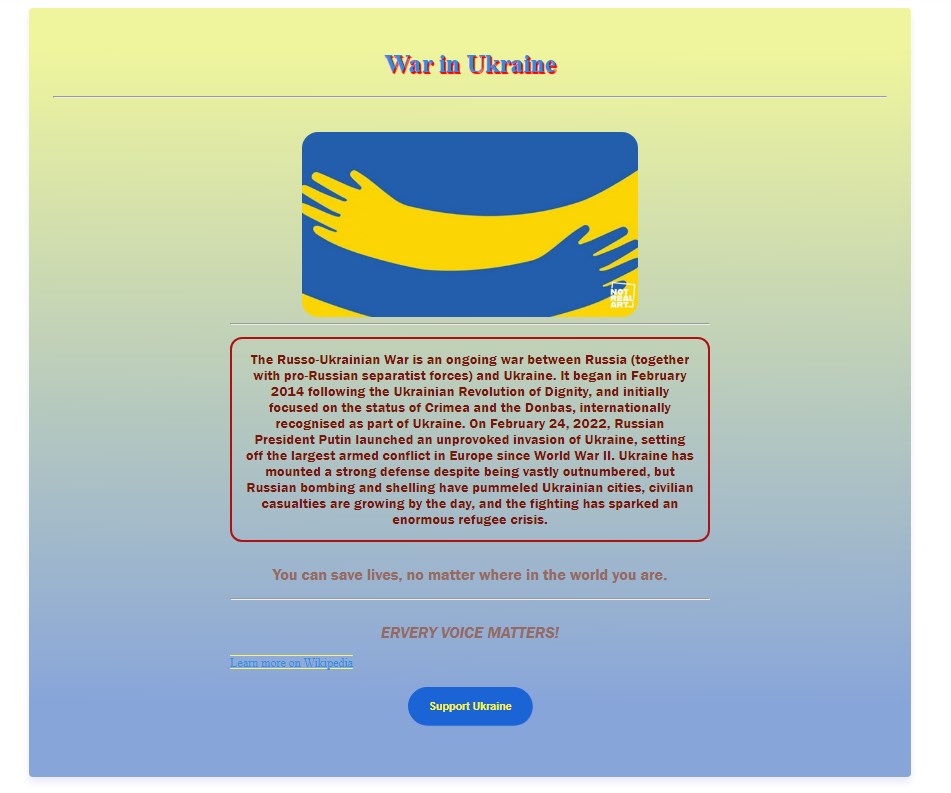 War in Ukraine
NOT
REAL
ART
The Russo-Ukrainian War is an ongoing war between Russia (together
with pro-Russian separatist forces) and Ukraine. It began in February
2014 following the Ukrainian Revolution of Dignity, and initially
focused on the status of Crimea and the Donbas, internationally
recognised as part of Ukraine. On February 24, 2022, Russian
President Putin launched an unprovoked invasion of Ukraine, setting
off the largest armed conflict in Europe since World War II. Ukraine has
mounted a strong defense despite being vastly outnumbered, but
Russian bombing and shelling have pummeled Ukrainian cities, civilian
casualties are growing by the day, and the fighting has sparked an
enormous refugee crisis.
You can save lives, no matter where in the world you are.
ERVERY VOICE MATTERS!
Learn more on Wikipedia
Support Ukraine